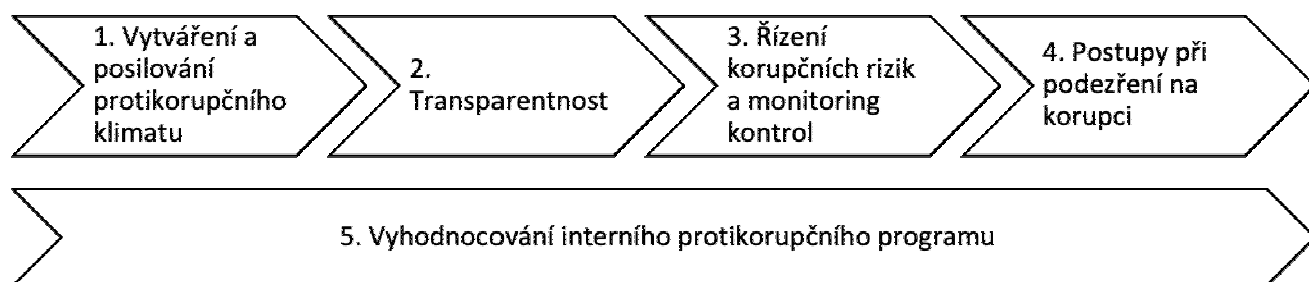 1. Vytváření a
posilování
protikorupčního
klimatu
2.
Transparentnost
3. Řízení
korupčních rizik
a monitoring
kontrol
4. Postupy při
podezření na
korupci
5. Vyhodnocování interního protikorupčního programu